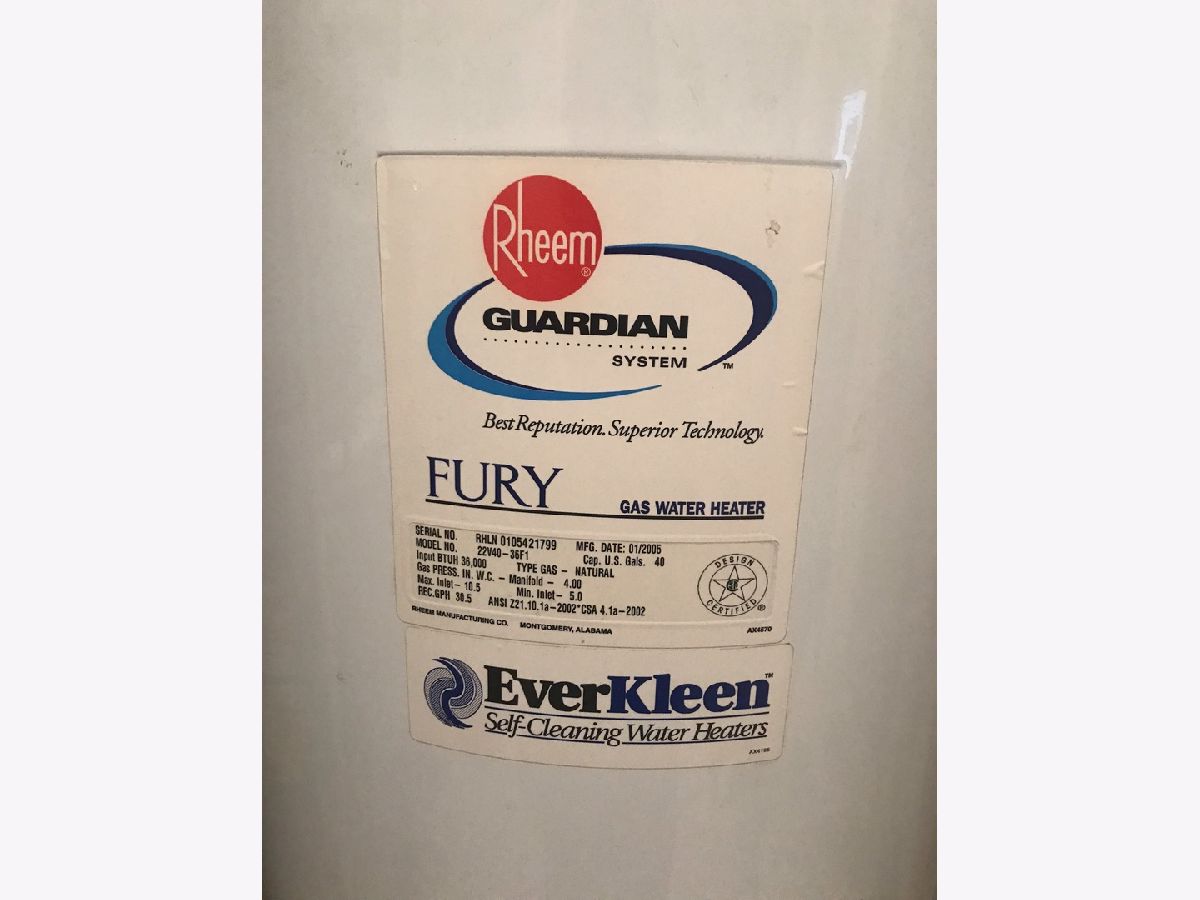 Rheem®
GUARDIAN
SYSTEM ™
Best Reputation. Superior Technology.
FURY
GAS WATER HEATER
SERIAL NO. RHLN 0105421799 MFG. DATE: 01/2005
MODEL NO. 22V40-36F1 Cap. U.S. Gals. 40
Input BTUH 36,000 TYPE GAS - NATURAL
Gas PRESS. IN. W.C. - Manifold - 4.00
Max. Inlet - 10.5 Min. Inlet - 5.0
REC.GPH 30.5 ANSI Z21.10.1a-2002*CSA 4.1a-2002
DESIGN
CERTIFIED ®
RHEEM MANUFACTURING CO. MONTGOMERY, ALABAMA
EverKleen™
Self-Cleaning Water Heaters